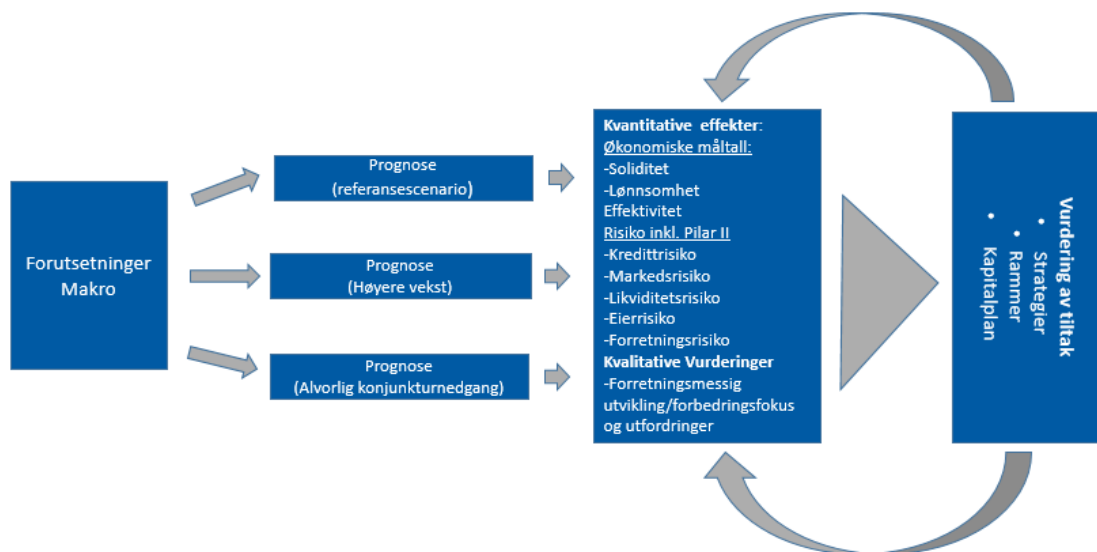 Forutsetninger
Makro
Prognose
(referansescenario)
Prognose
(Høyere vekst)
Prognose
(Alvorlig konjunkturnedgang)
Kvantitative effekter:
Økonomiske måltall:
-Soliditet
-Lønnsomhet
Effektivitet
Risiko inkl. Pilar II
-Kredittrisiko
-Markedsrisiko
-Likviditetsrisiko
-Eierrisiko
-Forretningsrisiko
Kvalitative Vurderinger
-Forretningsmessig
utvikling/forbedringsfokus
og utfordringer
Vurdering av tiltak
• Strategier
• Rammer
• Kapitalplan